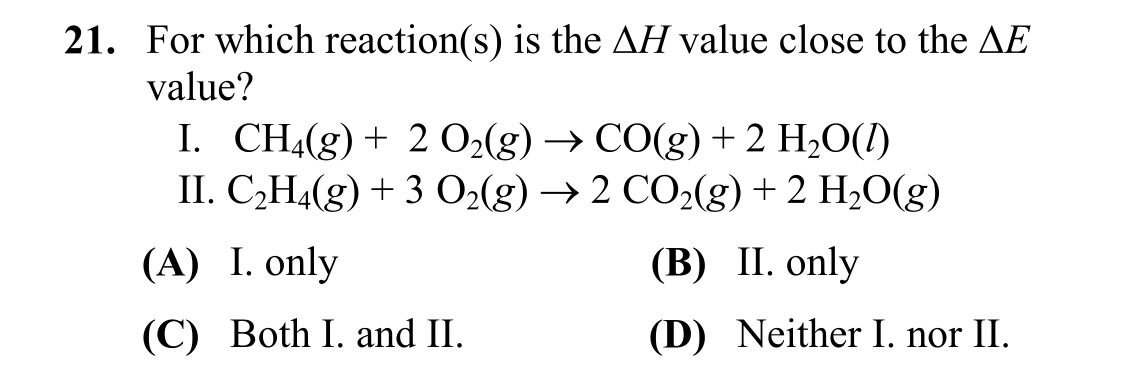 21. For which reaction(s) is the ΔH value close to the ΔE
value?
I. CH₄(g) + 2 O₂(g) → CO(g) + 2 H₂O(l)
II. C₂H₄(g) + 3 O₂(g) → 2 CO₂(g) + 2 H₂O(g)
(A) I. only (B) II. only
(C) Both I. and II. (D) Neither I. nor II.